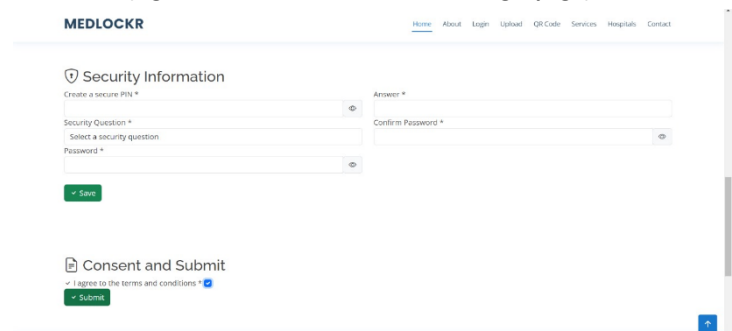 MEDLOCKR
Home About Login Upload QR Code Services Hospitals Contact
Security Information
Create a secure PIN *
Answer *
Security Question *
Confirm Password *
Select a security question
Password *
Save
Consent and Submit
I agree to the terms and conditions *
Submit